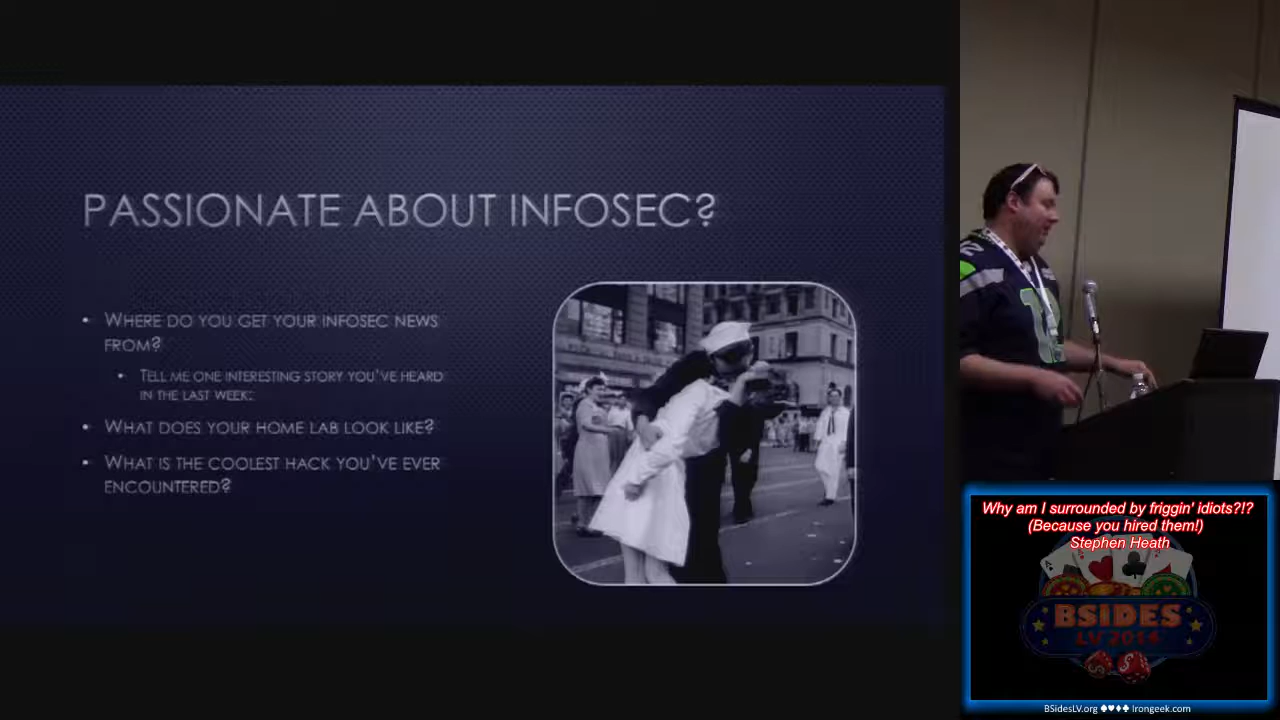 PASSIONATE ABOUT INFOSEC?
• WHERE DO YOU GET YOUR INFOSEC NEWS
FROM?
• TELL ME ONE INTERESTING STORY YOU'VE HEARD
IN THE LAST WEEK:
• WHAT DOES YOUR HOME LAB LOOK LIKE?
• WHAT IS THE COOLEST HACK YOU'VE EVER
ENCOUNTERED?
12
Why am I surrounded by friggin' idiots?!?
(Because you hired them!)
Stephen Heath
BSIDES
LV 2014
BSidesLV.org ♠♥♦♣ Irongeek.com